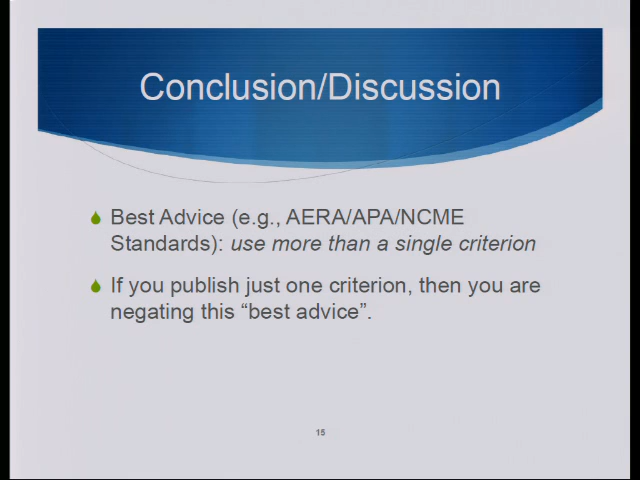 Conclusion/Discussion
Best Advice (e.g., AERA/APA/NCME
Standards): use more than a single criterion
If you publish just one criterion, then you are
negating this “best advice”.
15